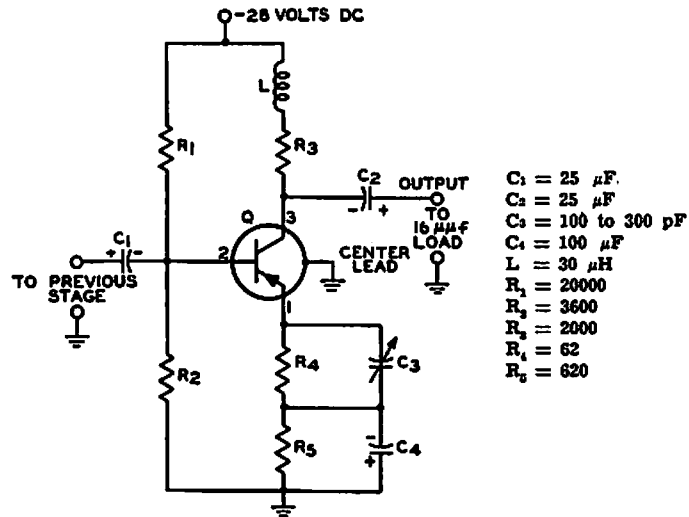 -28 VOLTS DC
L
R1
R3
C2
OUTPUT
- +
TO
16 μμf
LOAD
Q
3
C1
+ -
2
CENTER
LEAD
TO PREVIOUS
STAGE
1
R2
R4
C3
R5
-
+
C4
C1 = 25 μF.
C2 = 25 μF
C3 = 100 to 300 pF
C4 = 100 μF
L = 30 μH
R1 = 20000
R2 = 3600
R3 = 2000
R4 = 62
R5 = 620